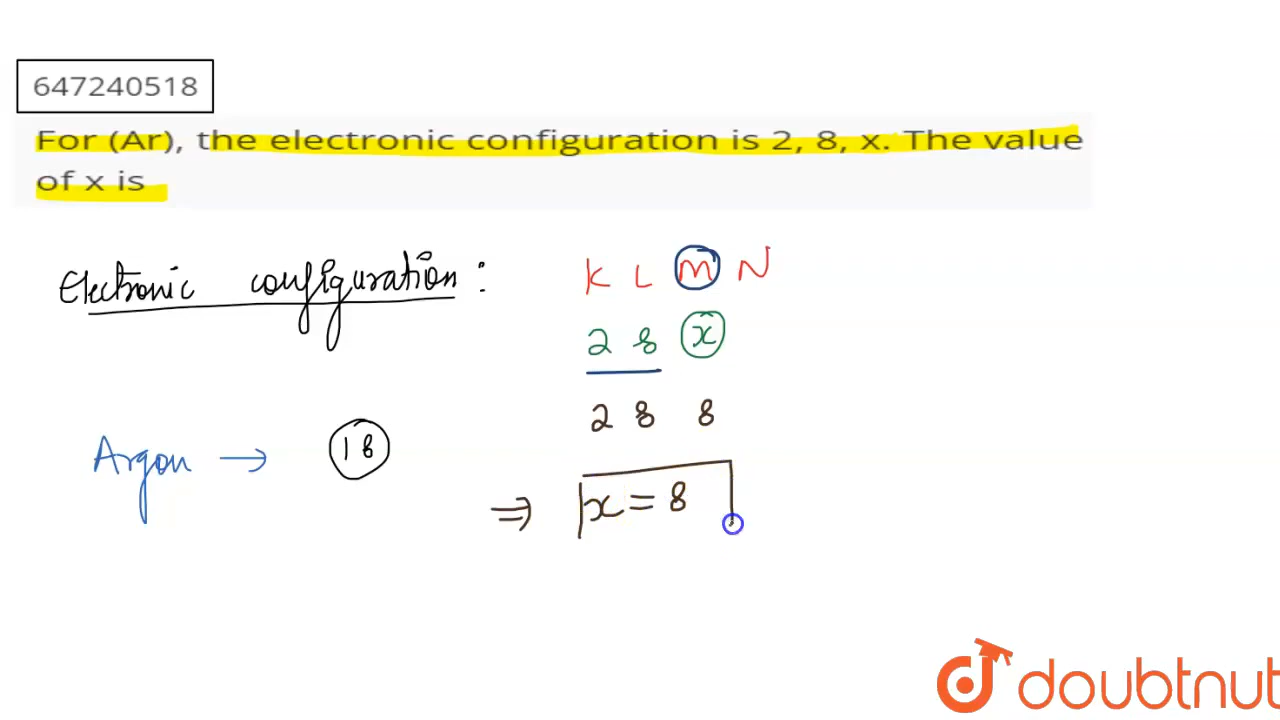 647240518
For (Ar), the electronic configuration is 2, 8, x. The value
of x is
Electronic configuration :
K L M N
2 8 x
2 8 8
Argon → 18
⇒ x = 8
doubtnut